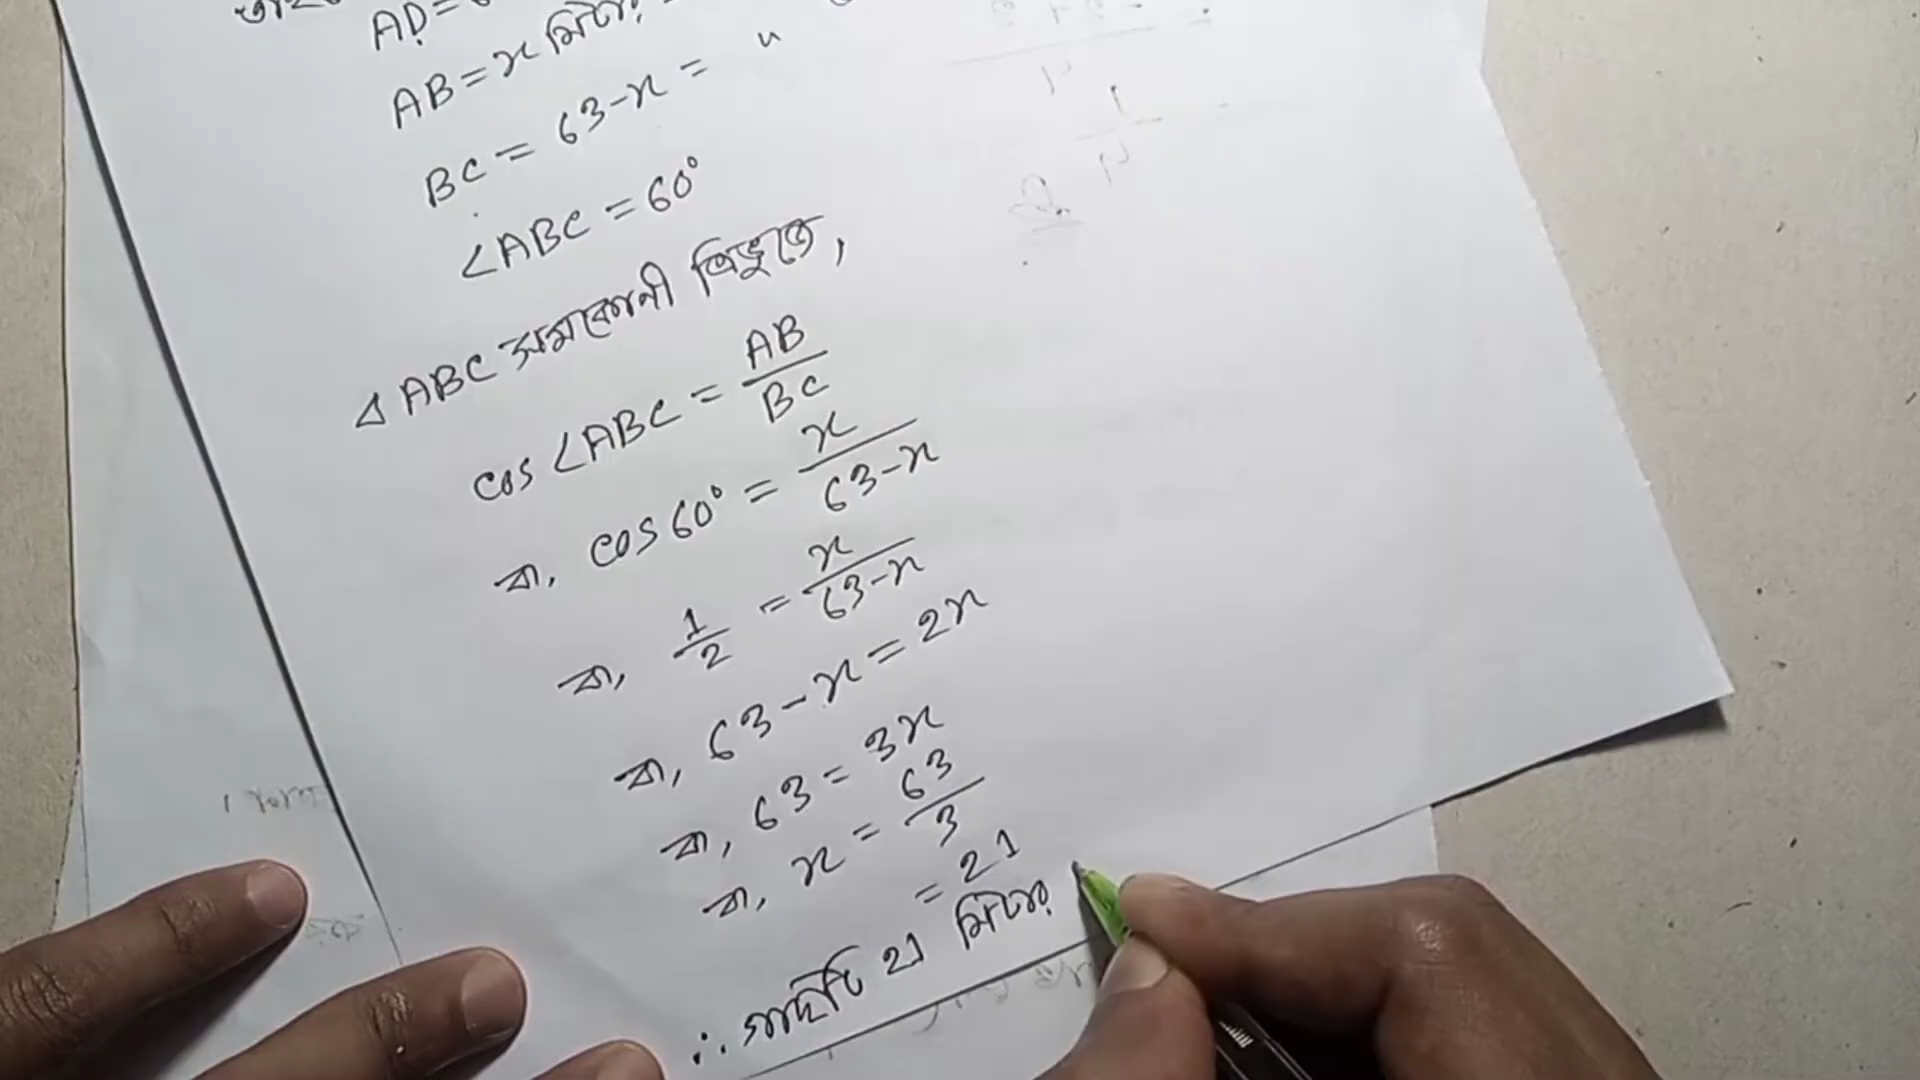 AD=
AB=x মিটার
BC = 63-x = "
∠ABC = 60°
△ABC সমকোনী ত্রিভুজে,
cos ∠ABC = AB/BC
বা, cos 60° = x/(63-x)
বা, 1/2 = x/(63-x)
বা, 63-x = 2x
বা, 63 = 3x
বা, x = 63/3
= 21
∴ গাছটি 21 মিটার